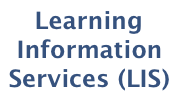 Learning
Information
Services (LIS)